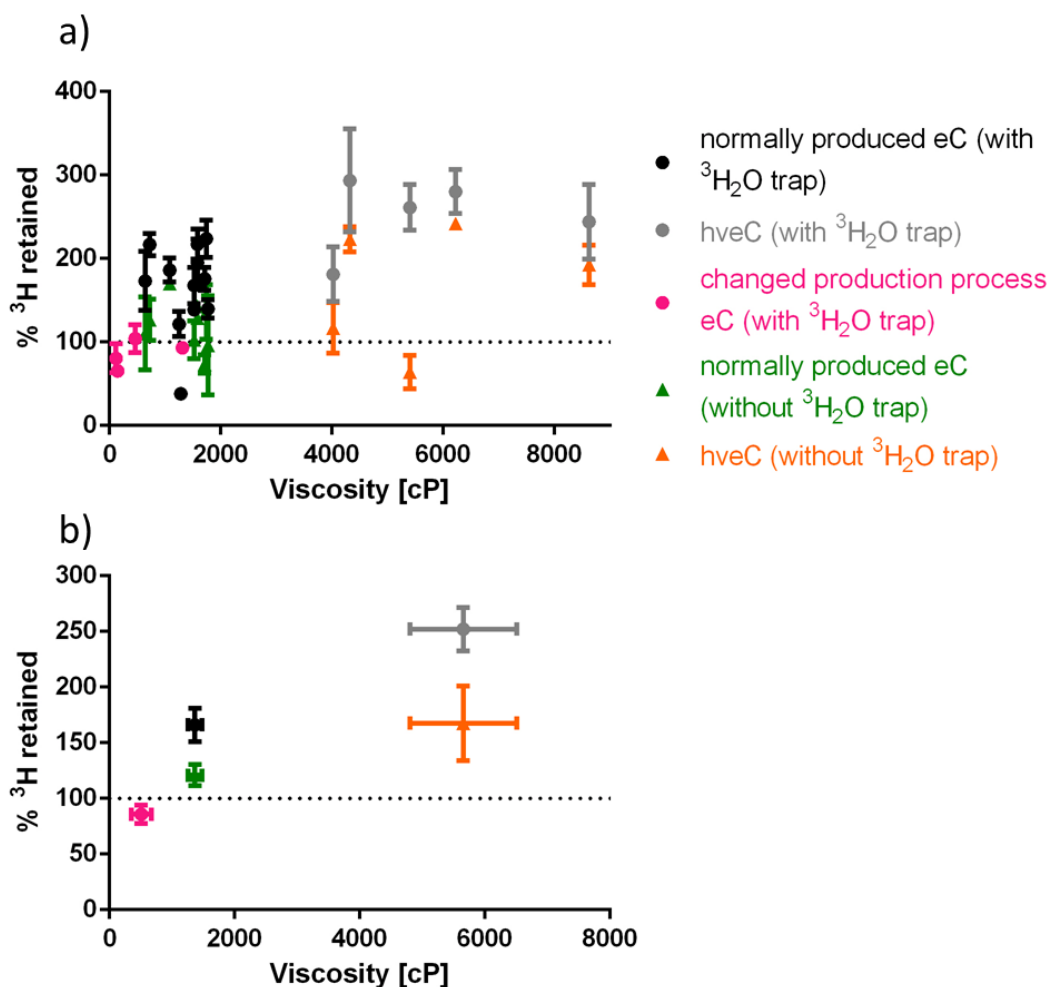 a)
400
300
200
100
0
% ³H retained
0 2000 4000 6000 8000
Viscosity [cP]
normally produced eC (with
³H₂O trap)
hveC (with ³H₂O trap)
changed production process
eC (with ³H₂O trap)
normally produced eC
(without ³H₂O trap)
hveC (without ³H₂O trap)
b)
300
250
200
150
100
50
0
% ³H retained
0 2000 4000 6000 8000
Viscosity [cP]